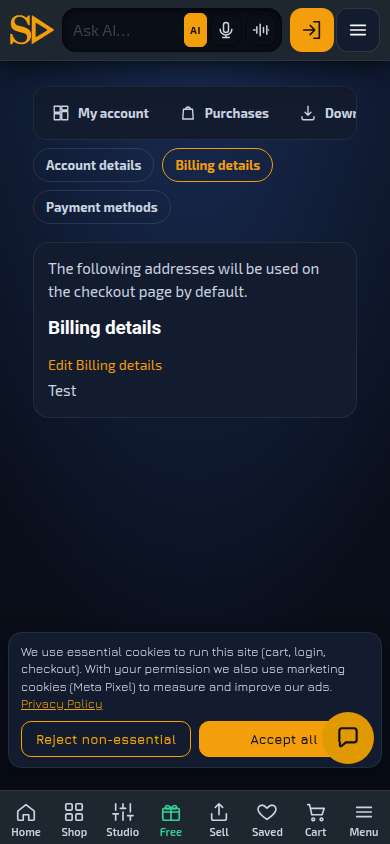 Ask AI...
AI
My account
Purchases
Down
Account details
Billing details
Payment methods
The following addresses will be used on
the checkout page by default.
Billing details
Edit Billing details
Test
We use essential cookies to run this site (cart, login,
checkout). With your permission we also use marketing
cookies (Meta Pixel) to measure and improve our ads.
Privacy Policy
Reject non-essential
Accept all
Home
Shop
Studio
Free
Sell
Saved
Cart
Menu